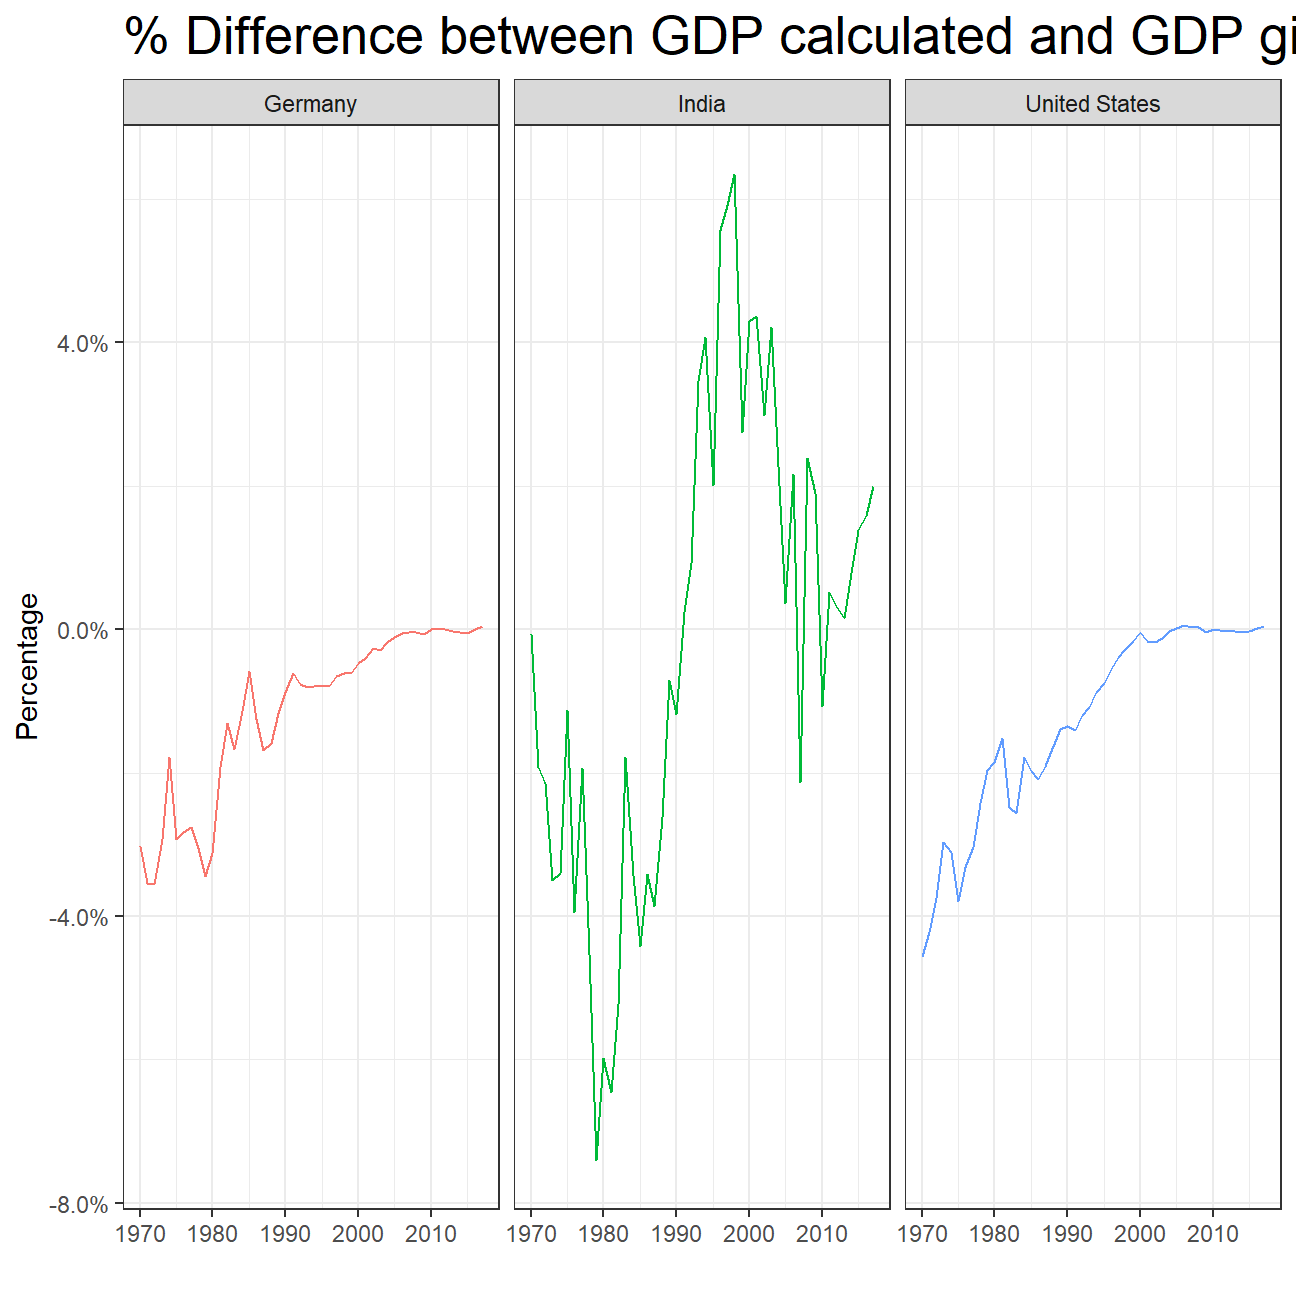 % Difference between GDP calculated and GDP gi
Germany India United States
Percentage
4.0%
0.0%
-4.0%
-8.0%
1970 1980 1990 2000 2010 1970 1980 1990 2000 2010 1970 1980 1990 2000 2010